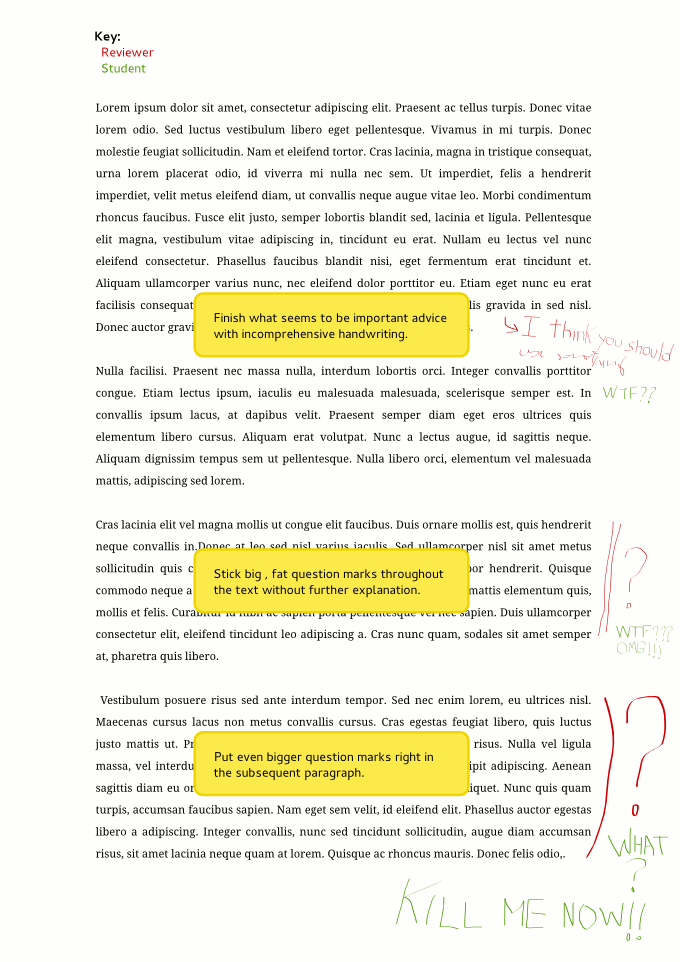 Key:
Reviewer
Student
Lorem ipsum dolor sit amet, consectetur adipiscing elit. Praesent ac tellus turpis. Donec vitae
lorem odio. Sed luctus vestibulum libero eget pellentesque. Vivamus in mi turpis. Donec
molestie feugiat sollicitudin. Nam et eleifend tortor. Cras lacinia, magna in tristique consequat,
urna lorem placerat odio, id viverra mi nulla nec sem. Ut imperdiet, felis a hendrerit
imperdiet, velit metus eleifend diam, ut convallis neque augue vitae leo. Morbi condimentum
rhoncus faucibus. Fusce elit justo, semper lobortis blandit sed, lacinia et ligula. Pellentesque
elit magna, vestibulum vitae adipiscing in, tincidunt eu erat. Nullam eu lectus vel nunc
eleifend consectetur. Phasellus faucibus blandit nisi, eget fermentum erat tincidunt et.
Aliquam ullamcorper varius nunc, nec eleifend dolor porttitor eu. Etiam eget nunc eu erat
facilisis consequat lis gravida in sed nisl.
Donec auctor gravi .
Finish what seems to be important advice
with incomprehensive handwriting.
I think you should
use
WTF??
Nulla facilisi. Praesent nec massa nulla, interdum lobortis orci. Integer convallis porttitor
congue. Etiam lectus ipsum, iaculis eu malesuada malesuada, scelerisque semper est. In
convallis ipsum lacus, at dapibus velit. Praesent semper diam eget eros ultrices quis
elementum libero cursus. Aliquam erat volutpat. Nunc a lectus augue, id sagittis neque.
Aliquam dignissim tempus sem ut pellentesque. Nulla libero orci, elementum vel malesuada
mattis, adipiscing sed lorem.
Cras lacinia elit vel magna mollis ut congue elit faucibus. Duis ornare mollis est, quis hendrerit
neque convallis in.Donec at leo sed nisl varius iaculis. Sed ullamcorper nisl sit amet metus
sollicitudin quis c por hendrerit. Quisque
commodo neque a mattis elementum quis,
mollis et felis. Curabitur id nibh ac sapien porta pellentesque vel nec sapien. Duis ullamcorper
consectetur elit, eleifend tincidunt leo adipiscing a. Cras nunc quam, sodales sit amet semper
at, pharetra quis libero.
Stick big , fat question marks throughout
the text without further explanation.
?
WTF???
OMG!!!
Vestibulum posuere risus sed ante interdum tempor. Sed nec enim lorem, eu ultrices nisl.
Maecenas cursus lacus non metus convallis cursus. Cras egestas feugiat libero, quis luctus
justo mattis ut. Pr risus. Nulla vel ligula
massa, vel interdu ipit adipiscing. Aenean
sagittis diam eu or iquet. Nunc quis quam
turpis, accumsan faucibus sapien. Nam eget sem velit, id eleifend elit. Phasellus auctor egestas
libero a adipiscing. Integer convallis, nunc sed tincidunt sollicitudin, augue diam accumsan
risus, sit amet lacinia neque quam at lorem. Quisque ac rhoncus mauris. Donec felis odio,.
Put even bigger question marks right in
the subsequent paragraph.
?
WHAT
?
KILL ME NOW!!